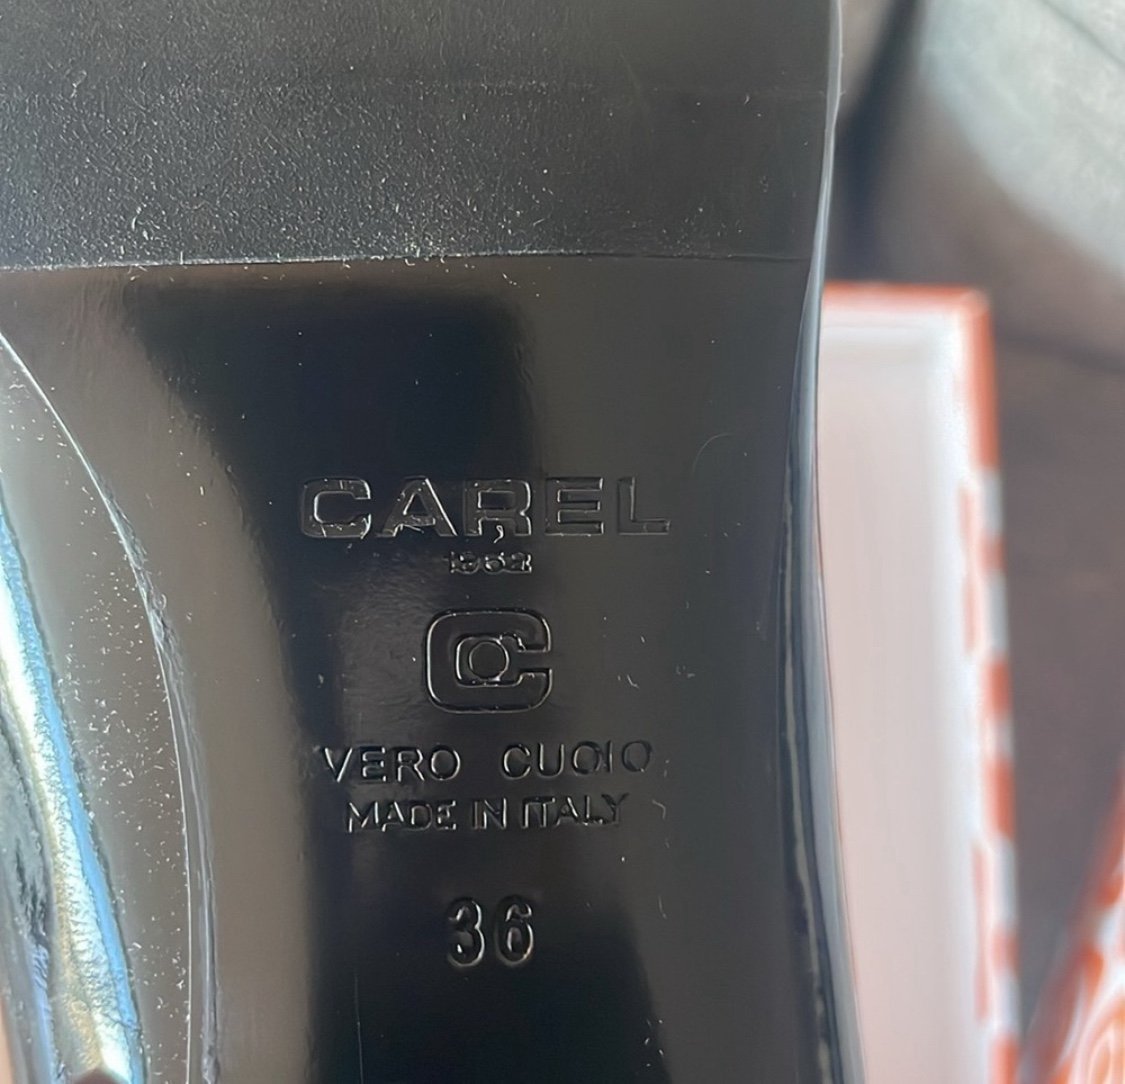 CAREL
1952
C
VERO CUOIO
MADE IN ITALY
36